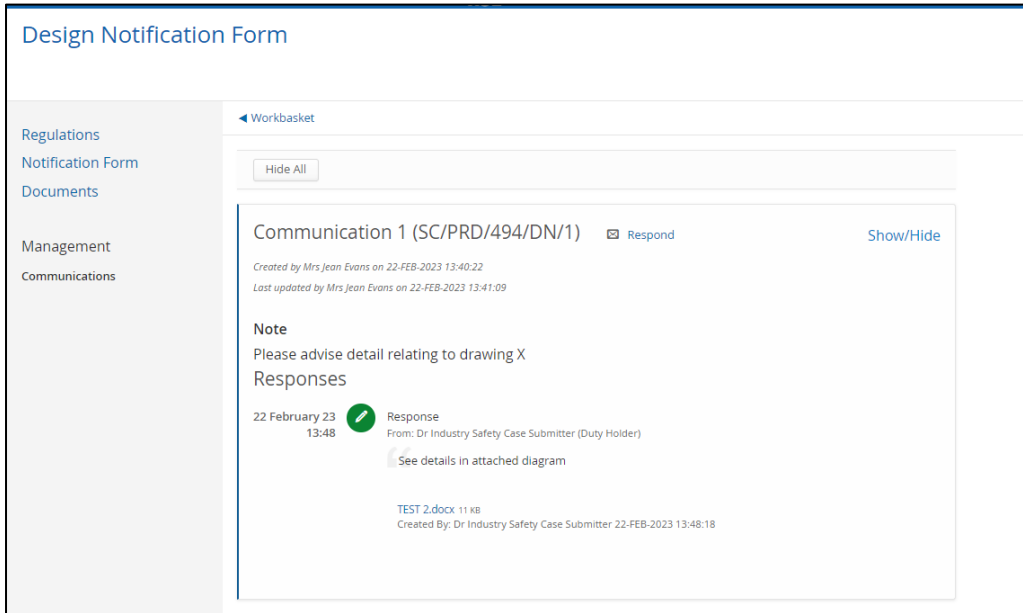 Design Notification Form
Regulations
Notification Form
Documents
Management
Communications
◀ Workbasket
Hide All
Communication 1 (SC/PRD/494/DN/1) Respond Show/Hide
Created by Mrs Jean Evans on 22-FEB-2023 13:40:22
Last updated by Mrs Jean Evans on 22-FEB-2023 13:41:09
Note
Please advise detail relating to drawing X
Responses
22 February 23 Response
13:48 From: Dr Industry Safety Case Submitter (Duty Holder)
“ See details in attached diagram
TEST 2.docx 11 KB
Created By: Dr Industry Safety Case Submitter 22-FEB-2023 13:48:18